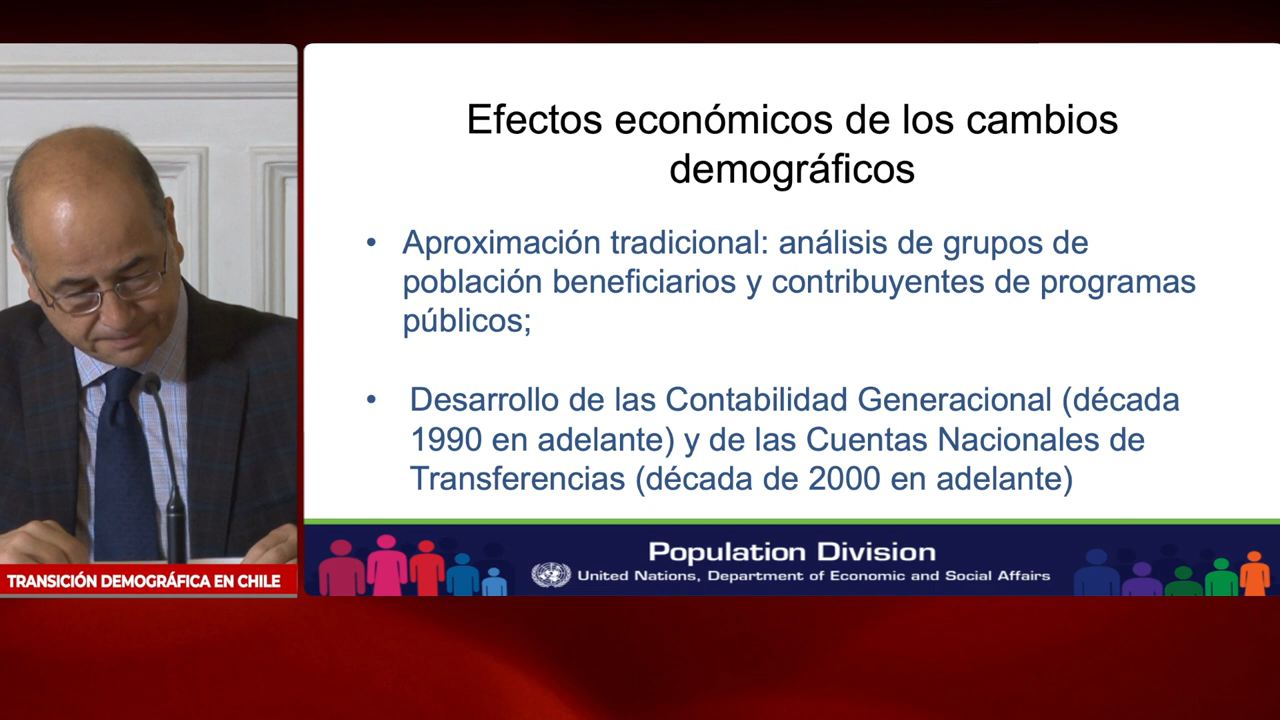 Efectos económicos de los cambios
demográficos
• Aproximación tradicional: análisis de grupos de
población beneficiarios y contribuyentes de programas
públicos;
• Desarrollo de las Contabilidad Generacional (década
1990 en adelante) y de las Cuentas Nacionales de
Transferencias (década de 2000 en adelante)
TRANSICIÓN DEMOGRÁFICA EN CHILE
Population Division
United Nations, Department of Economic and Social Affairs